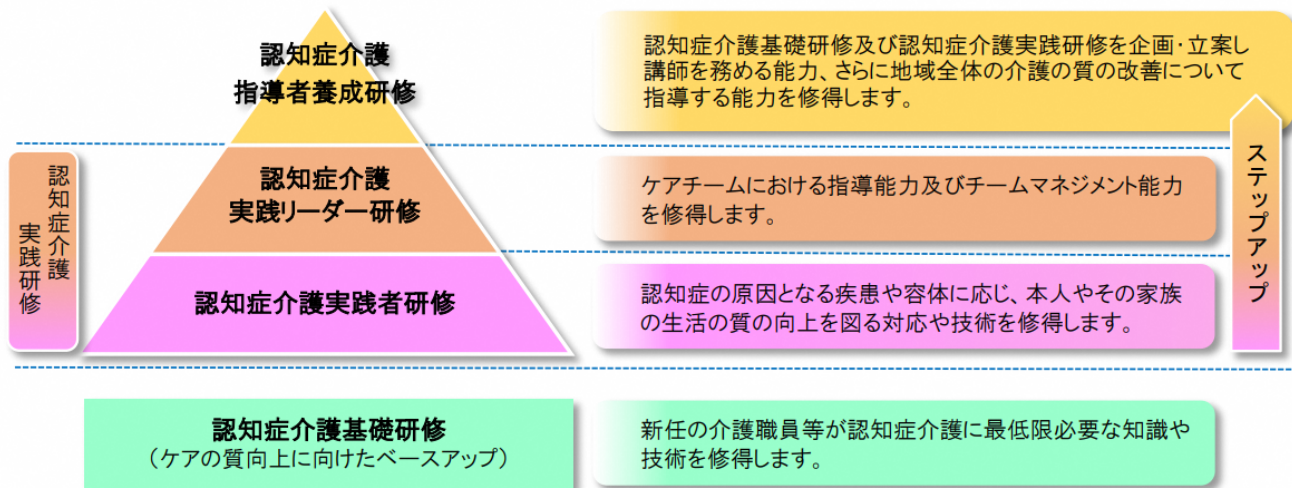 認知症介護
指導者養成研修
認知症介護基礎研修及び認知症介護実践研修を企画・立案し
講師を務める能力、さらに地域全体の介護の質の改善について
指導する能力を修得します。
認知症介護
実践研修
認知症介護
実践リーダー研修
ケアチームにおける指導能力及びチームマネジメント能力
を修得します。
ステップアップ
認知症介護実践者研修
認知症の原因となる疾患や容体に応じ、本人やその家族
の生活の質の向上を図る対応や技術を修得します。
認知症介護基礎研修
（ケアの質向上に向けたベースアップ）
新任の介護職員等が認知症介護に最低限必要な知識や
技術を修得します。